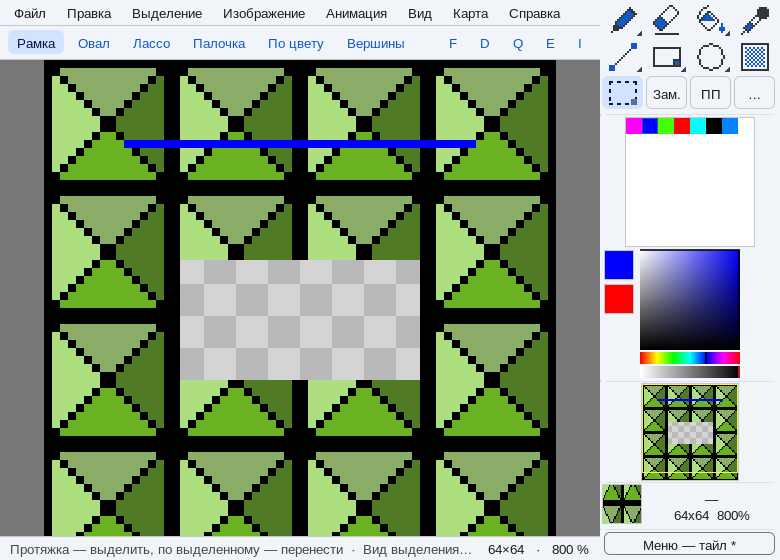 Файл Правка Выделение Изображение Анимация Вид Карта Справка
Рамка Овал Лассо Палочка По цвету Вершины F D Q E I
Зам. ПП ...
—
64x64 800%
Протяжка — выделить, по выделенному — перенести · Вид выделения… 64×64 · 800 %
Меню — тайл *